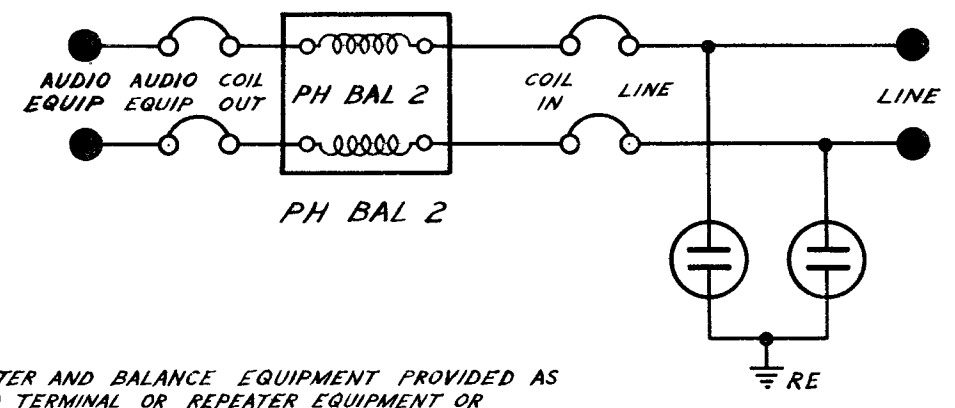 AUDIO EQUIP
AUDIO EQUIP
COIL OUT
PH BAL 2
COIL IN
LINE
LINE
PH BAL 2
RE
AND BALANCE EQUIPMENT PROVIDED AS
TERMINAL OR REPEATER EQUIPMENT OR